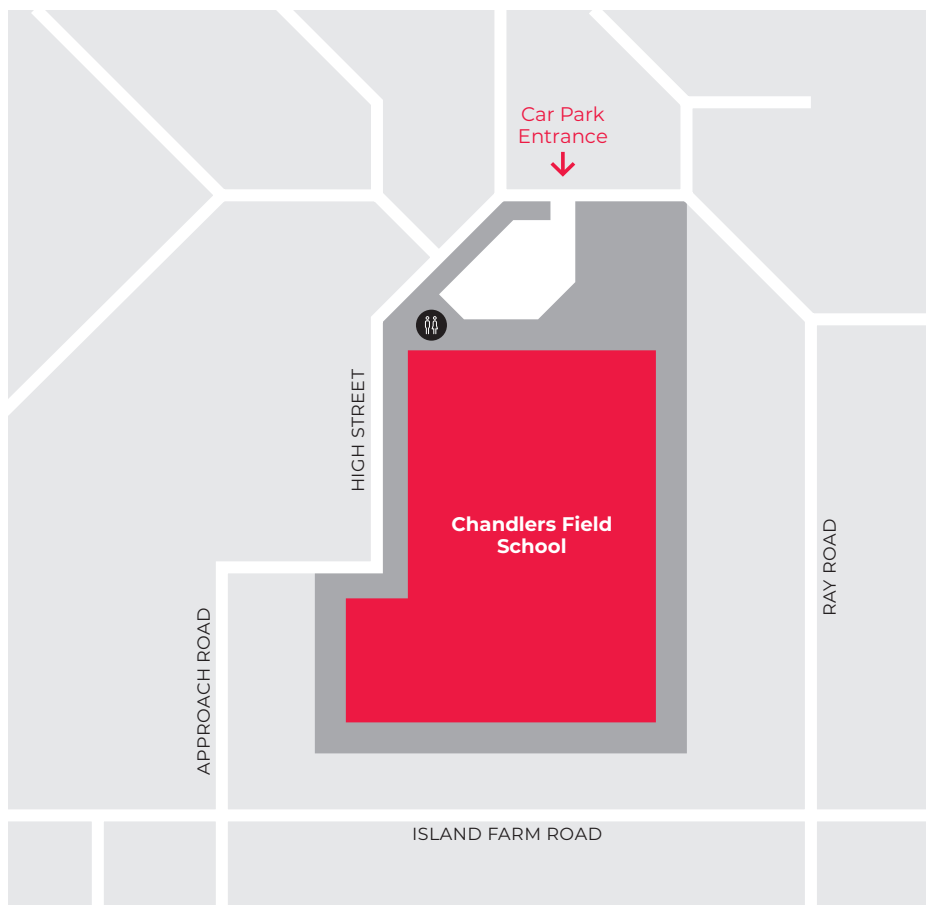 Car Park
Entrance
HIGH STREET
Chandlers Field
School
RAY ROAD
APPROACH ROAD
ISLAND FARM ROAD